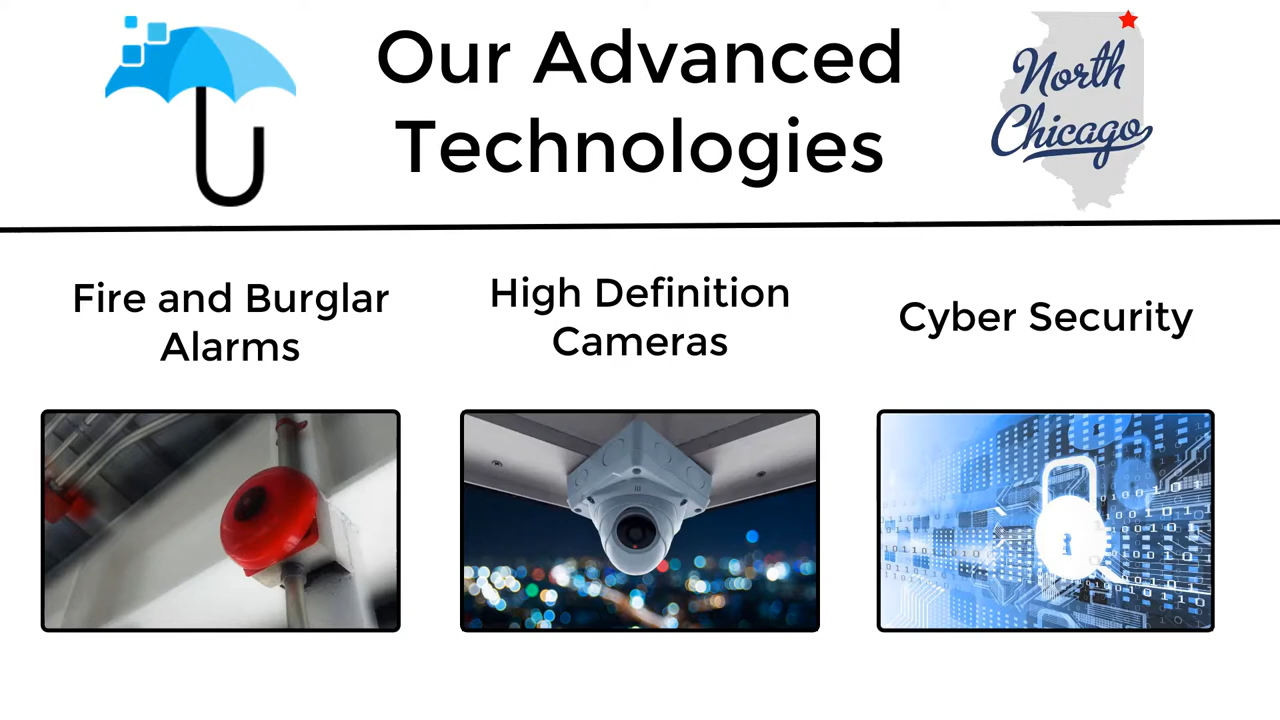 Our Advanced
Technologies
North
Chicago
Fire and Burglar
Alarms
High Definition
Cameras
Cyber Security